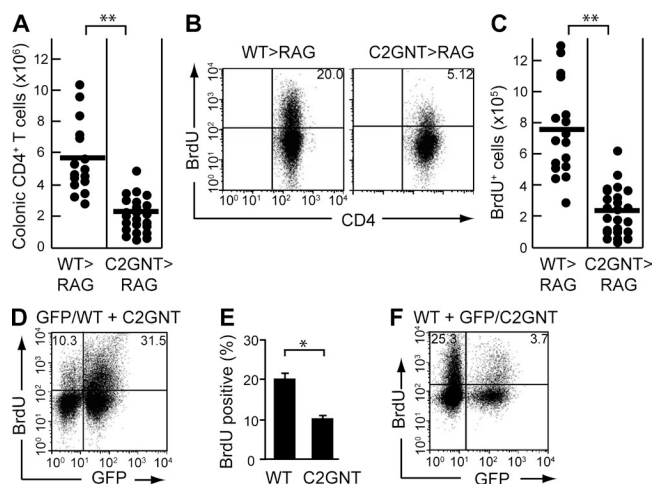 A
**
Colonic CD4⁺ T cells (x10⁶)
12
10
8
6
4
2
0
WT>
RAG
C2GNT>
RAG
B
WT>RAG
C2GNT>RAG
20.0
5.12
BrdU
10⁴
10³
10²
10¹
10⁰
10⁰ 10¹ 10² 10³ 10⁴
10⁰ 10¹ 10² 10³ 10⁴
CD4
C
**
BrdU⁺ cells (x10⁵)
12
10
8
6
4
2
0
WT>
RAG
C2GNT>
RAG
D
GFP/WT + C2GNT
10.3
31.5
BrdU
10⁴
10³
10²
10¹
10⁰
10⁰ 10¹ 10² 10³ 10⁴
GFP
E
*
BrdU positive (%)
30
20
10
0
WT C2GNT
F
WT + GFP/C2GNT
25.3
3.7
BrdU
10⁴
10³
10²
10¹
10⁰
10⁰ 10¹ 10² 10³ 10⁴
GFP